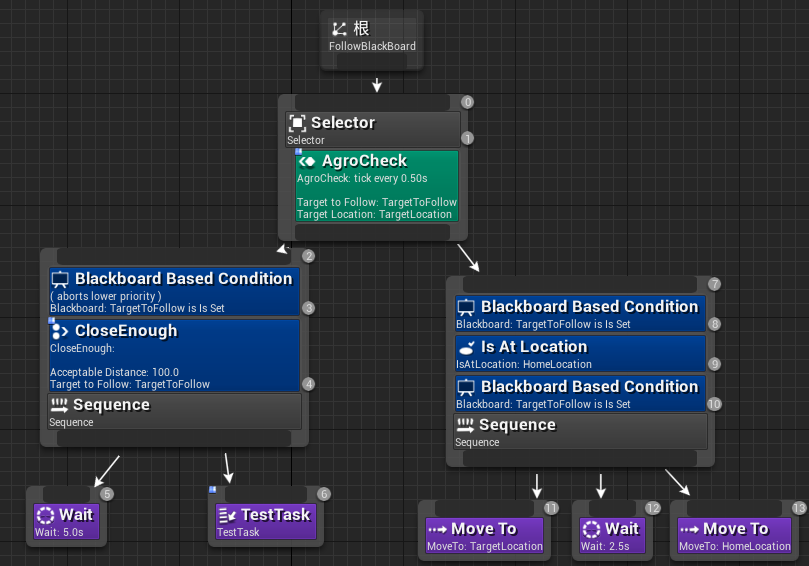 根
FollowBlackBoard
0
Selector
Selector
1
AgroCheck
AgroCheck: tick every 0.50s
Target to Follow: TargetToFollow
Target Location: TargetLocation
2
Blackboard Based Condition
( aborts lower priority )
Blackboard: TargetToFollow is Is Set
3
CloseEnough
CloseEnough:
Acceptable Distance: 100.0
Target to Follow: TargetToFollow
4
Sequence
Sequence
7
Blackboard Based Condition
Blackboard: TargetToFollow is Is Set
8
Is At Location
IsAtLocation: HomeLocation
9
Blackboard Based Condition
Blackboard: TargetToFollow is Is Set
10
Sequence
Sequence
5
Wait
Wait: 5.0s
6
TestTask
TestTask
11
Move To
MoveTo: TargetLocation
12
Wait
Wait: 2.5s
13
Move To
MoveTo: HomeLocation